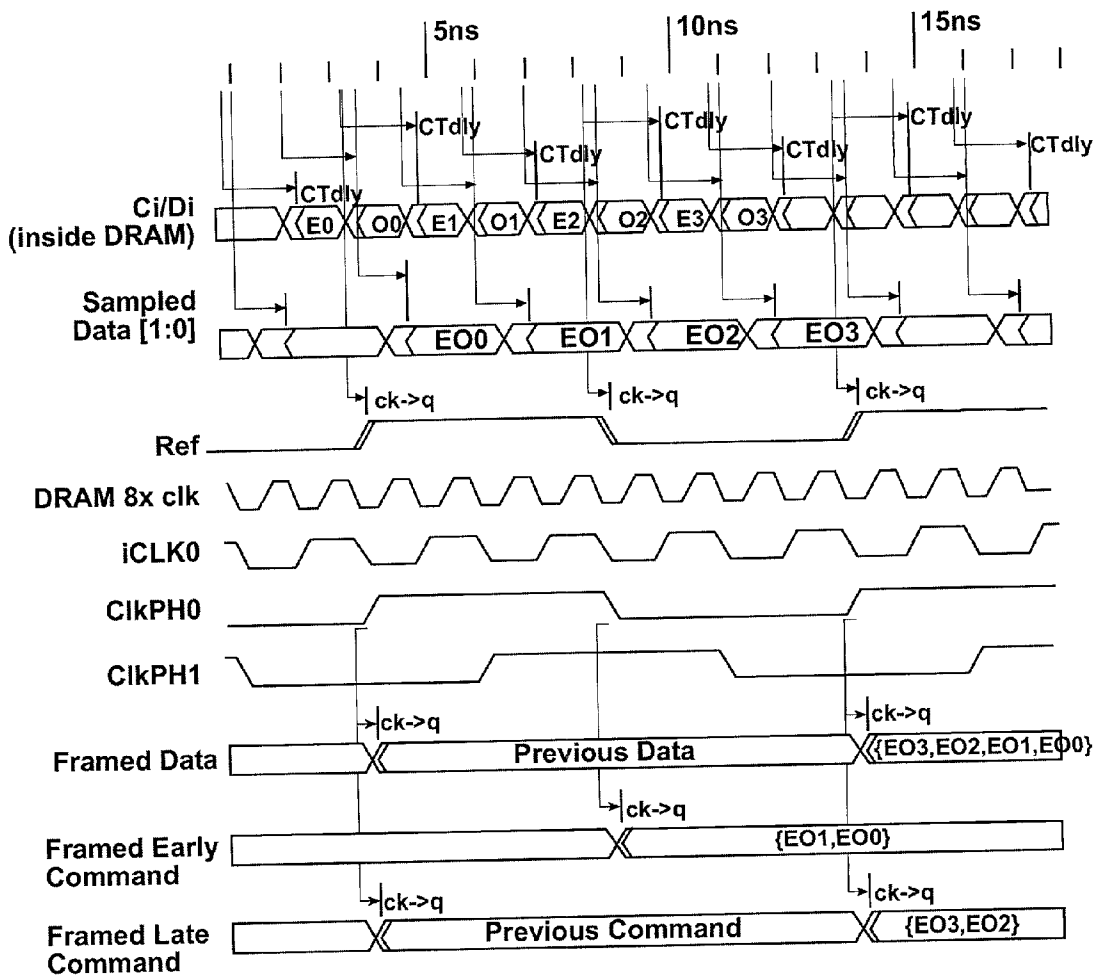 5ns
10ns
15ns
CTdly
CTdly
CTdly
CTdly
CTdly
CTdly
CTdly
Ci/Di
(inside DRAM)
E0
O0
E1
O1
E2
O2
E3
O3
Sampled
Data [1:0]
EO0
EO1
EO2
EO3
ck->q
ck->q
ck->q
Ref
DRAM 8x clk
iCLK0
ClkPH0
ClkPH1
ck->q
ck->q
Framed Data
Previous Data
{EO3,EO2,EO1,EO0}
ck->q
Framed Early
Command
{EO1,EO0}
ck->q
ck->q
Framed Late
Command
Previous Command
{EO3,EO2}